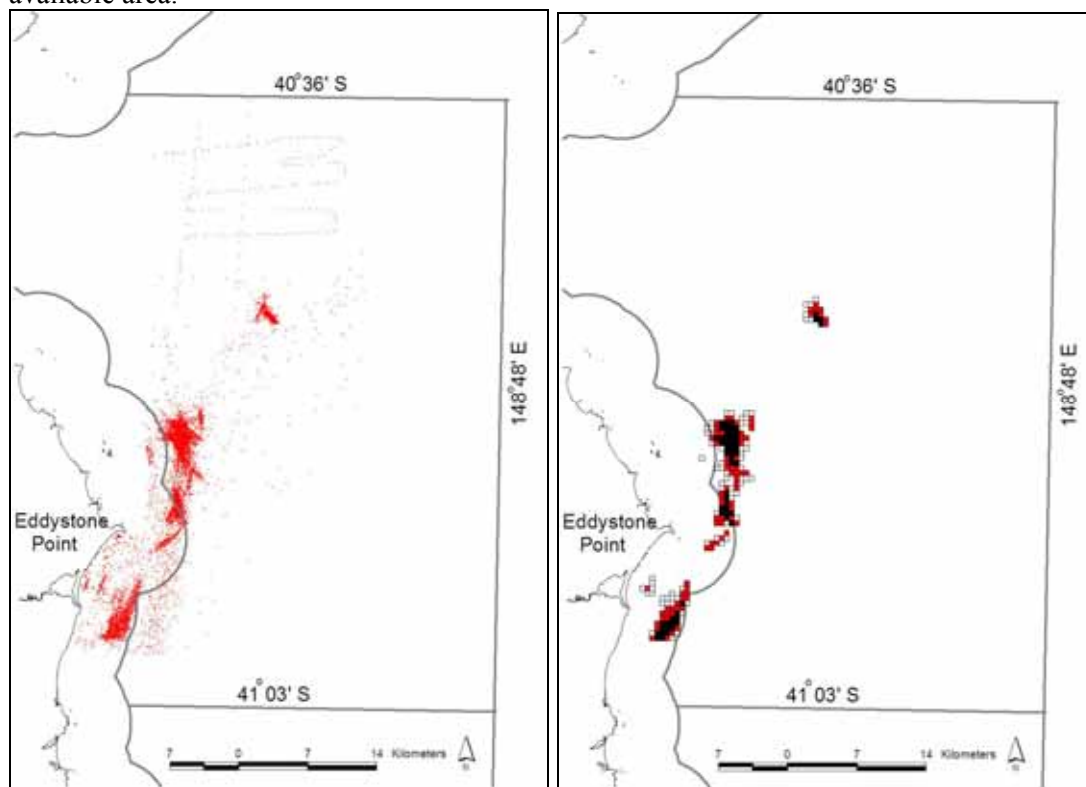 available area.
40°36' S
148°48' E
Eddystone
Point
41°03' S
7 0 7 14 Kilometers
N
40°36' S
148°48' E
Eddystone
Point
41°03' S
7 0 7 14 Kilometers
N